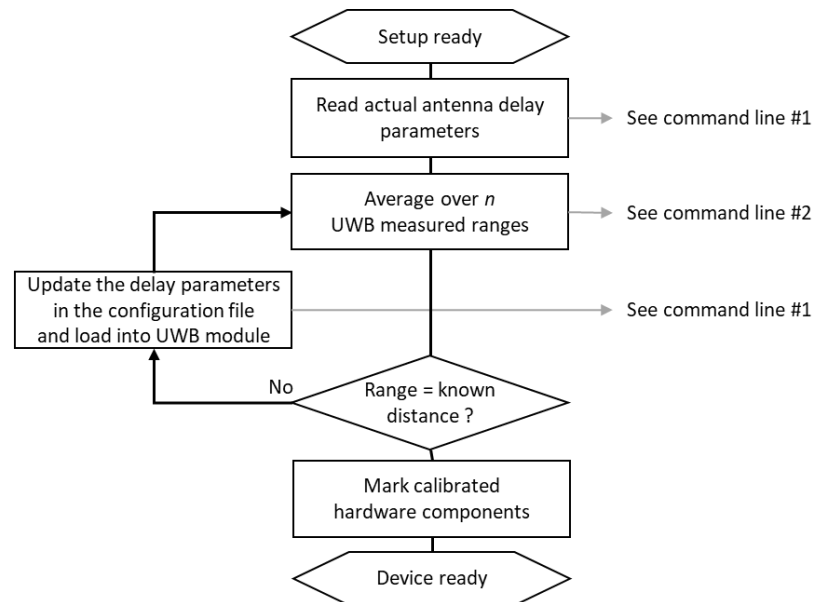 Setup ready
Read actual antenna delay
parameters
See command line #1
Average over n
UWB measured ranges
See command line #2
Update the delay parameters
in the configuration file
and load into UWB module
See command line #1
No
Range = known
distance ?
Mark calibrated
hardware components
Device ready